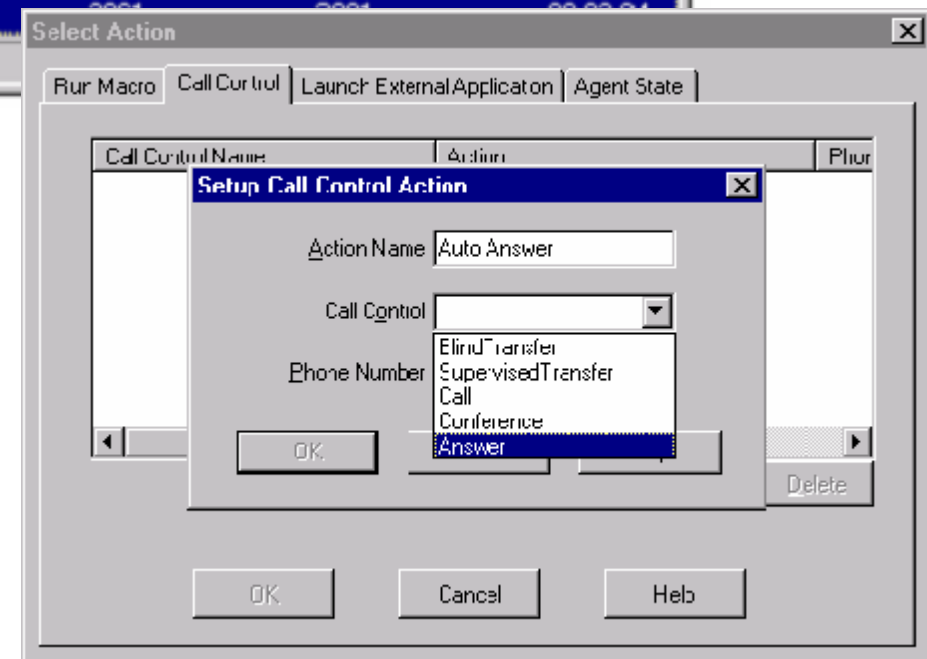 Select Action
Run Macro Call Control Launch External Application Agent State
Call Control Name Action Phor
Setup Call Control Action
Action Name Auto Answer
Call Control
BlindTransfer
Phone Number SupervisedTransfer
Call
Conference
Answer
OK
Delete
OK Cancel Help